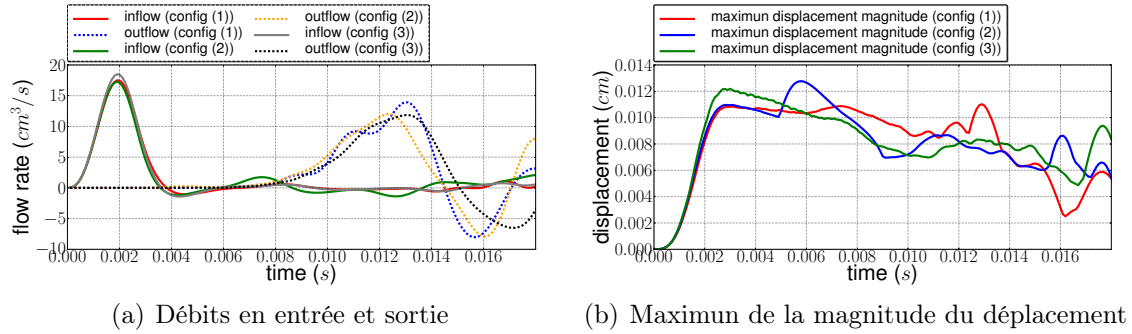 inflow (config (1))
outflow (config (1))
inflow (config (2))
outflow (config (2))
inflow (config (3))
outflow (config (3))
flow rate (cm³/s)
20
15
10
5
0
−5
−10
0.000 0.002 0.004 0.006 0.008 0.010 0.012 0.014 0.016
time (s)
(a) Débits en entrée et sortie
maximun displacement magnitude (config (1))
maximun displacement magnitude (config (2))
maximun displacement magnitude (config (3))
displacement (cm)
0.014
0.012
0.010
0.008
0.006
0.004
0.002
0.000
0.000 0.002 0.004 0.006 0.008 0.010 0.012 0.014 0.016
time (s)
(b) Maximun de la magnitude du déplacement